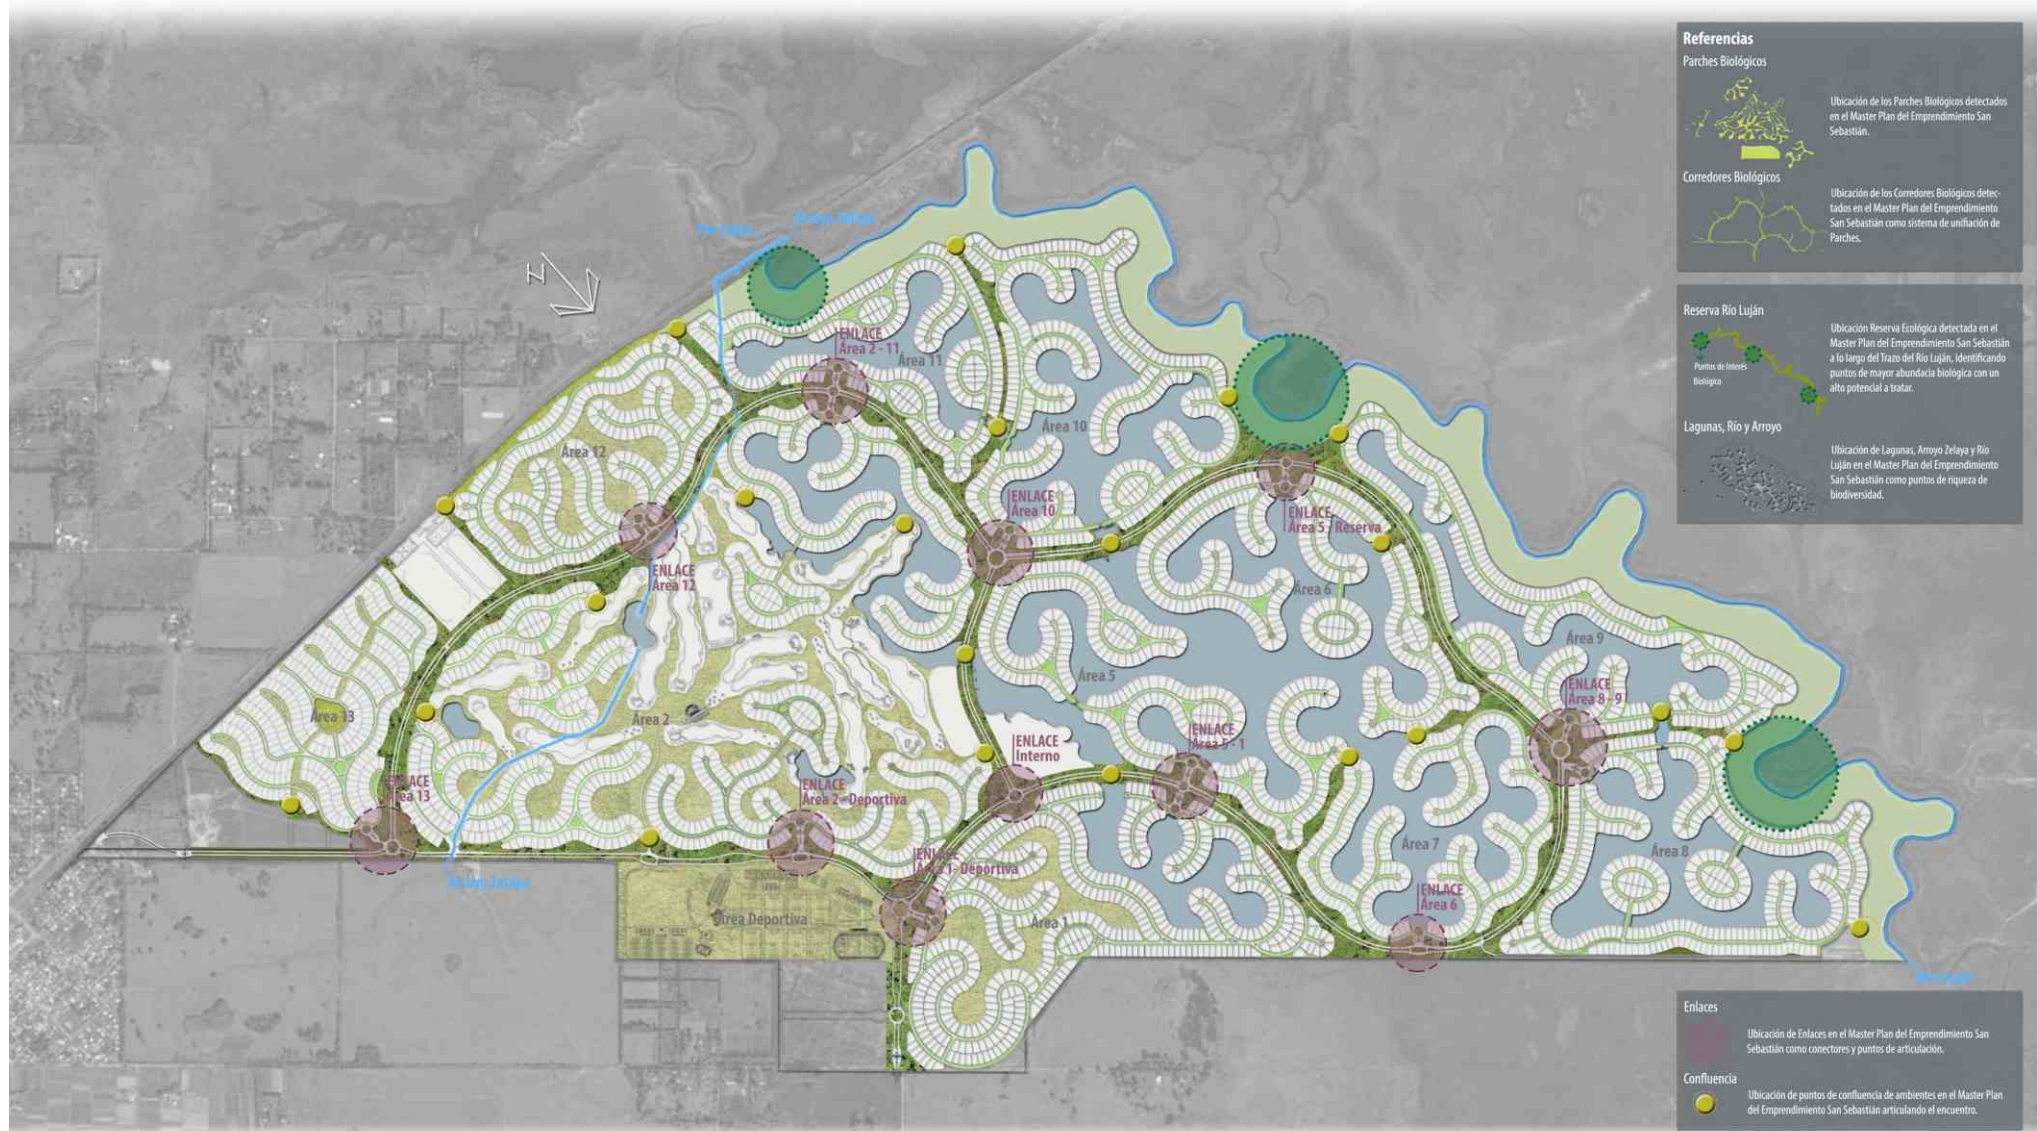 Referencias
Parches Biológicos
Ubicación de los Parches Biológicos detectados
en el Master Plan del Emprendimiento San
Sebastián.
Corredores Biológicos
Ubicación de los Corredores Biológicos detec-
tados en el Master Plan del Emprendimiento
San Sebastián como sistema de unifiación de
Parches.
Reserva Río Luján
Ubicación Reserva Ecológica detectada en el
Master Plan del Emprendimiento San Sebastián
a lo largo del Trazo del Río Luján, identificando
puntos de mayor abundacia biológica con un
alto potencial a tratar.
Puntos de Interés
Biológico
Lagunas, Río y Arroyo
Ubicación de Lagunas, Arroyo Zelaya y Río
Luján en el Master Plan del Emprendimiento
San Sebastián como puntos de riqueza de
biodiversidad.
Arroyo Zelaya
N
ENLACE
Área 2 - 11
Área 11
Área 10
Área 12
ENLACE
Área 10
ENLACE
Área 5 / Reserva
ENLACE
Área 12
Área 6
Área 9
Área 5
ENLACE
Área 8 - 9
Área 13
Área 2
ENLACE
Interno
ENLACE
Área 5 - 1
ENLACE
Área 13
ENLACE
Área 2 - Deportiva
Área 7
Área 8
ENLACE
Área 1- Deportiva
Arroyo Zelaya
ENLACE
Área 6
Área Deportiva
Área 1
Enlaces
Ubicación de Enlaces en el Master Plan del Emprendimiento San
Sebastián como conectores y puntos de articulación.
Confluencia
Ubicación de puntos de confluencia de ambientes en el Master Plan
del Emprendimiento San Sebastián articulando el encuentro.